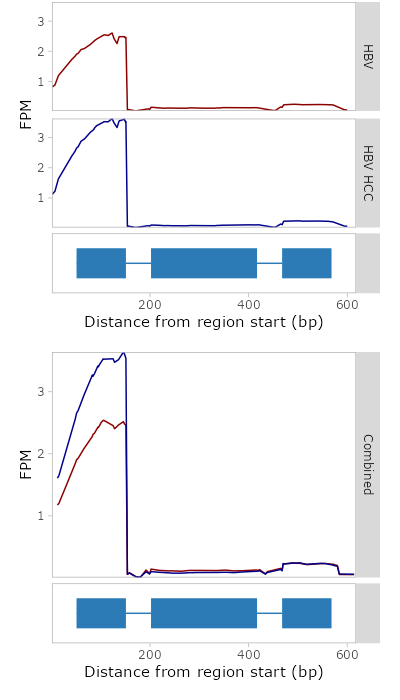 3
2
1
HBV
FPM
3
2
1
HBV HCC
200 400 600
Distance from region start (bp)
3
2
1
FPM
Combined
200 400 600
Distance from region start (bp)